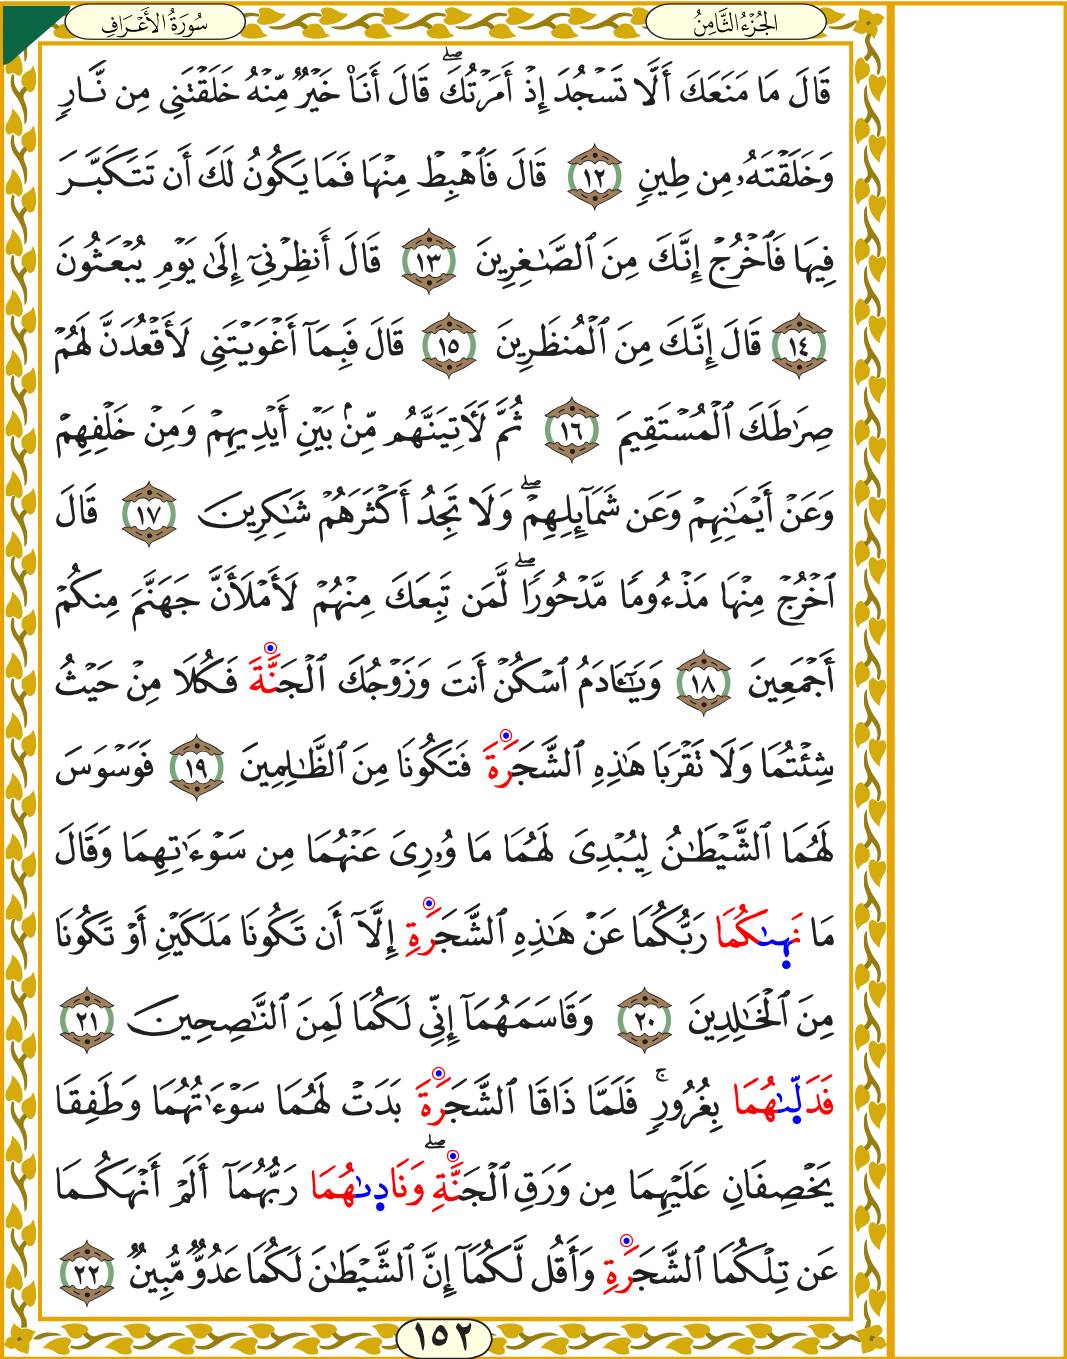 الجُزْءُ الثَّامِنُ
سُورَةُ الأَعْرَافِ
قَالَ مَا مَنَعَكَ أَلَّا تَسْجُدَ إِذْ أَمَرْتُكَ ۖ قَالَ أَنَا۠ خَيْرٌ مِّنْهُ خَلَقْتَنِى مِن نَّارٍ
وَخَلَقْتَهُۥ مِن طِينٍ ١٢ قَالَ فَٱهْبِطْ مِنْهَا فَمَا يَكُونُ لَكَ أَن تَتَكَبَّرَ
فِيهَا فَٱخْرُجْ إِنَّكَ مِنَ ٱلصَّٰغِرِينَ ١٣ قَالَ أَنظِرْنِىٓ إِلَىٰ يَوْمِ يُبْعَثُونَ
١٤ قَالَ إِنَّكَ مِنَ ٱلْمُنظَرِينَ ١٥ قَالَ فَبِمَآ أَغْوَيْتَنِى لَأَقْعُدَنَّ لَهُمْ
صِرَٰطَكَ ٱلْمُسْتَقِيمَ ١٦ ثُمَّ لَءَاتِيَنَّهُم مِّنۢ بَيْنِ أَيْدِيهِمْ وَمِنْ خَلْفِهِمْ
وَعَنْ أَيْمَٰنِهِمْ وَعَن شَمَآئِلِهِمْ ۖ وَلَا تَجِدُ أَكْثَرَهُمْ شَٰكِرِينَ ١٧ قَالَ
ٱخْرُجْ مِنْهَا مَذْءُومًا مَّدْحُورًا ۖ لَّمَن تَبِعَكَ مِنْهُمْ لَأَمْلَأَنَّ جَهَنَّمَ مِنكُمْ
أَجْمَعِينَ ١٨ وَيَٰٓـَٔادَمُ ٱسْكُنْ أَنتَ وَزَوْجُكَ ٱلْجَنَّةَ فَكُلَا مِنْ حَيْثُ
شِئْتُمَا وَلَا تَقْرَبَا هَٰذِهِ ٱلشَّجَرَةَ فَتَكُونَا مِنَ ٱلظَّٰلِمِينَ ١٩ فَوَسْوَسَ
لَهُمَا ٱلشَّيْطَٰنُ لِيُبْدِىَ لَهُمَا مَا وُۥرِىَ عَنْهُمَا مِن سَوْءَٰتِهِمَا وَقَالَ
مَا نَهَىٰكُمَا رَبُّكُمَا عَنْ هَٰذِهِ ٱلشَّجَرَةِ إِلَّآ أَن تَكُونَا مَلَكَيْنِ أَوْ تَكُونَا
مِنَ ٱلْخَٰلِدِينَ ٢٠ وَقَاسَمَهُمَآ إِنِّى لَكُمَا لَمِنَ ٱلنَّٰصِحِينَ ٢١
فَدَلَّىٰهُمَا بِغُرُورٍ ۚ فَلَمَّا ذَاقَا ٱلشَّجَرَةَ بَدَتْ لَهُمَا سَوْءَٰتُهُمَا وَطَفِقَا
يَخْصِفَانِ عَلَيْهِمَا مِن وَرَقِ ٱلْجَنَّةِ ۖ وَنَادَىٰهُمَا رَبُّهُمَآ أَلَمْ أَنْهَكُمَا
عَن تِلْكُمَا ٱلشَّجَرَةِ وَأَقُل لَّكُمَآ إِنَّ ٱلشَّيْطَٰنَ لَكُمَا عَدُوٌّ مُّبِينٌ ٢٢
١٥٢